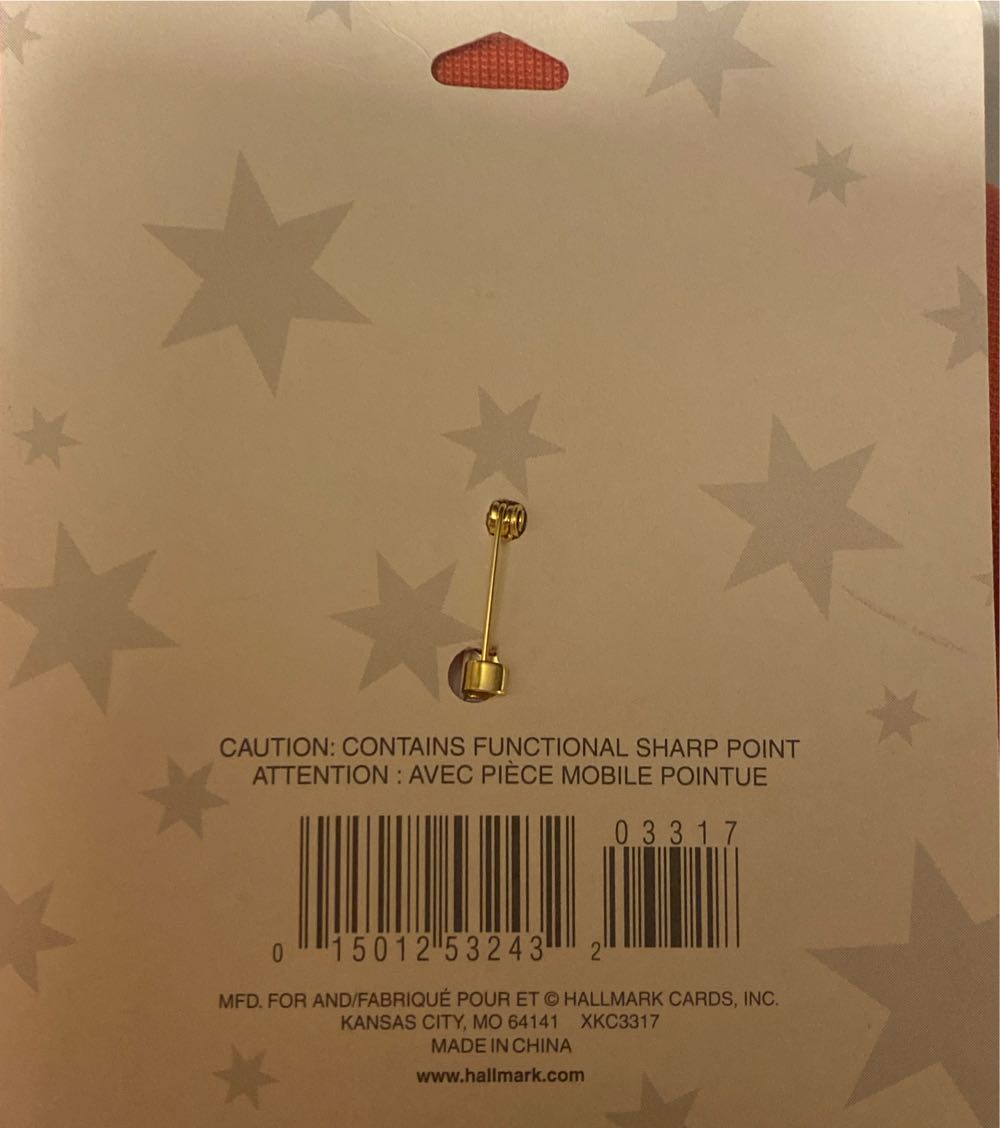 CAUTION: CONTAINS FUNCTIONAL SHARP POINT
ATTENTION : AVEC PIÈCE MOBILE POINTUE
03317
0 15012 53243 2
MFD. FOR AND/FABRIQUÉ POUR ET © HALLMARK CARDS, INC.
KANSAS CITY, MO 64141 XKC3317
MADE IN CHINA
www.hallmark.com